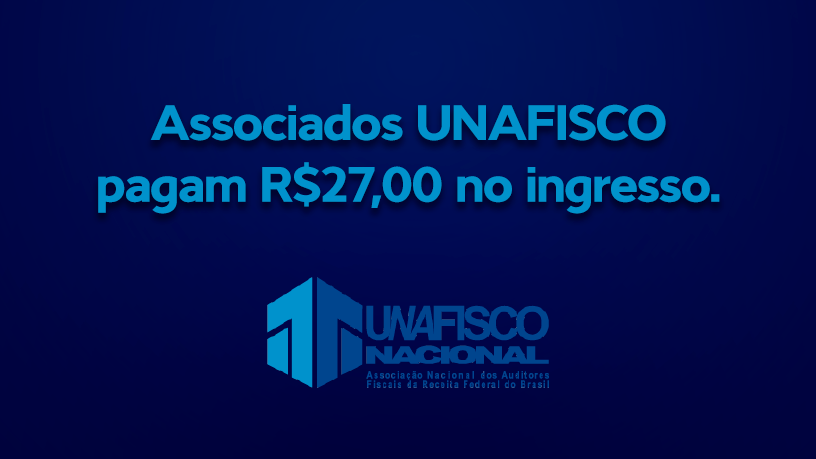 Associados UNAFISCO
pagam R$27,00 no ingresso.
UNAFISCO
NACIONAL
Associação Nacional dos Auditores
Fiscais da Receita Federal do Brasil